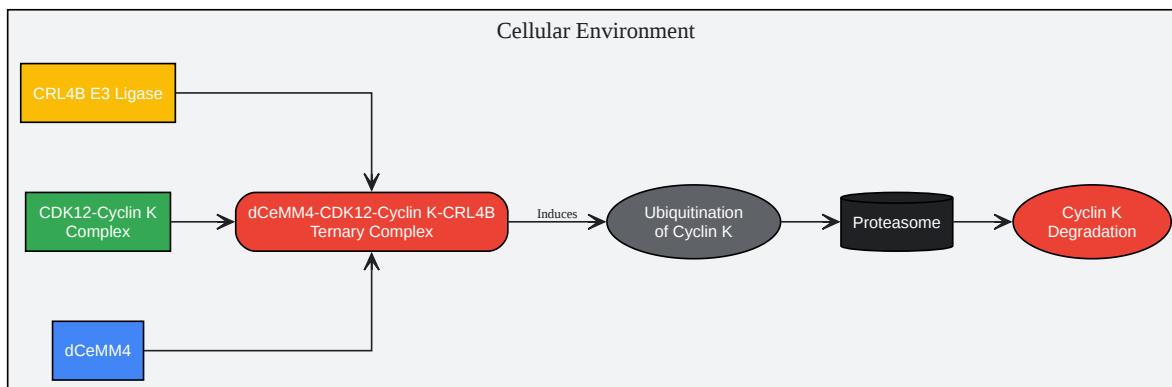 Cellular Environment
CRL4B E3 Ligase
CDK12-Cyclin K
Complex
dCeMM4-CDK12-Cyclin K-CRL4B
Ternary Complex
Induces
Ubiquitination
of Cyclin K
Proteasome
Cyclin K
Degradation
dCeMM4